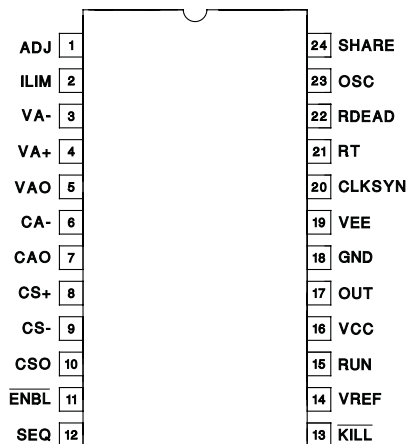 ADJ 1 24 SHARE
ILIM 2 23 OSC
VA- 3 22 RDEAD
VA+ 4 21 RT
VAO 5 20 CLKSYN
CA- 6 19 VEE
CAO 7 18 GND
CS+ 8 17 OUT
CS- 9 16 VCC
CSO 10 15 RUN
ENBL 11 14 VREF
SEQ 12 13 KILL